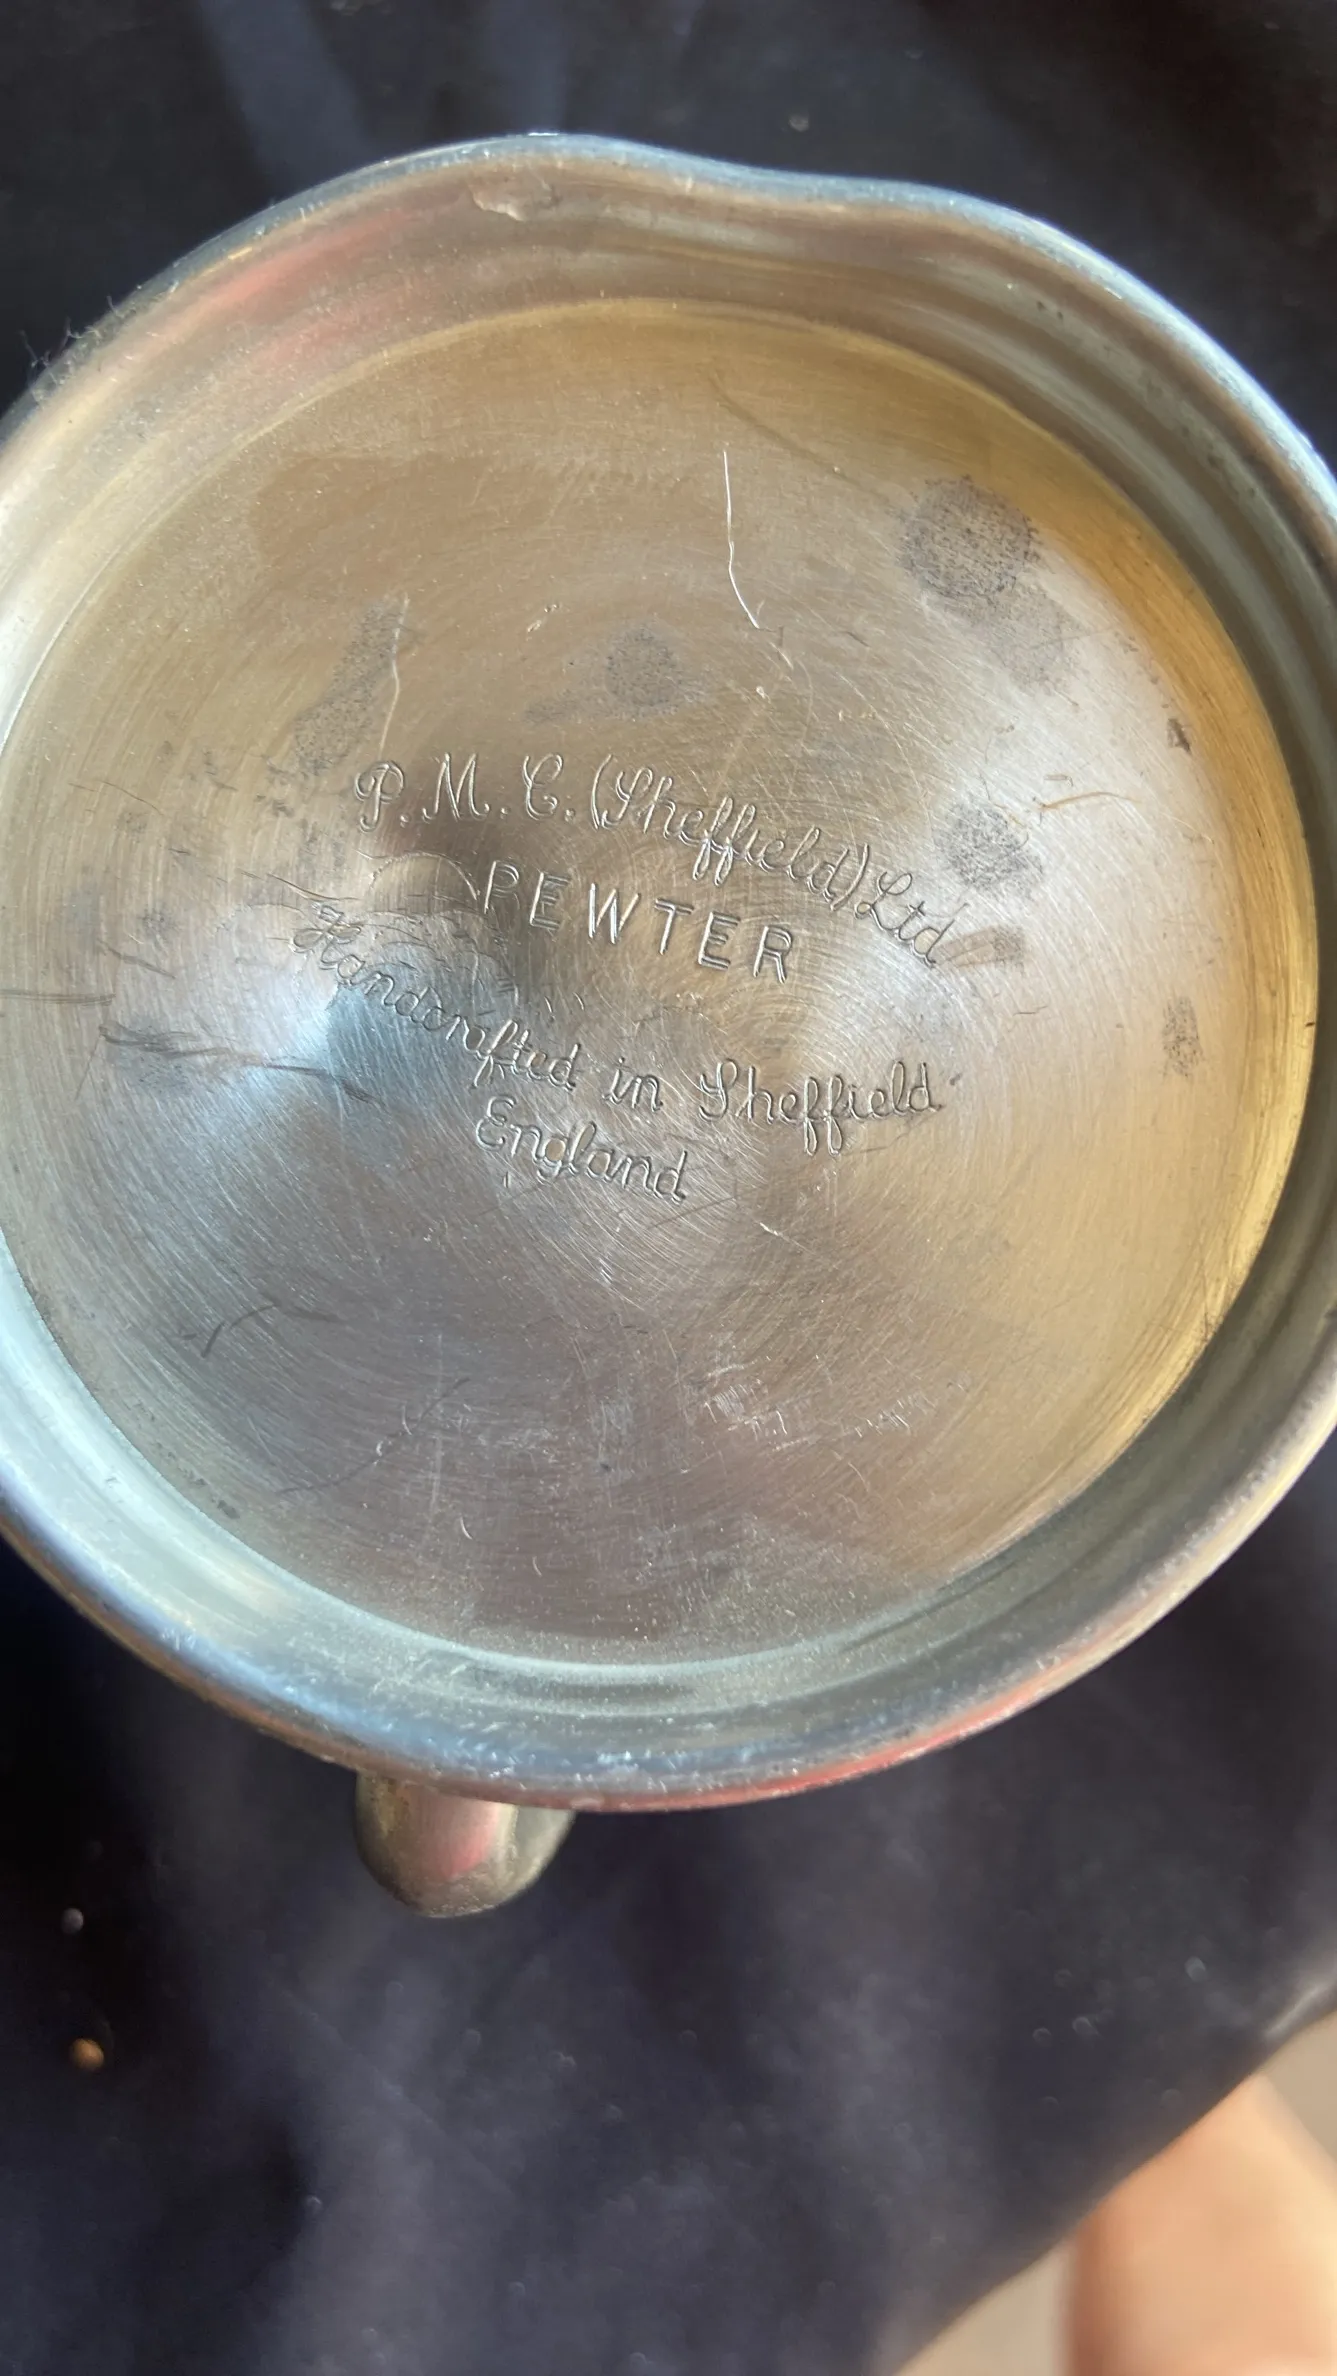 P.M.C.(Sheffield)Ltd
PEWTER
Handcrafted in Sheffield
England